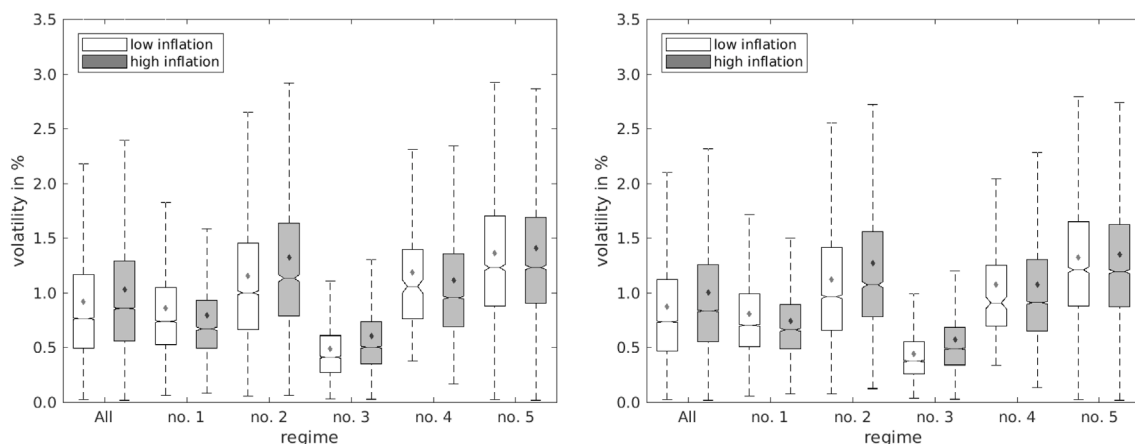 3.5
3.0
2.5
2.0
1.5
1.0
0.5
0.0
volatility in %
low inflation
high inflation
All no. 1 no. 2 no. 3 no. 4 no. 5
regime
3.5
3.0
2.5
2.0
1.5
1.0
0.5
0.0
volatility in %
low inflation
high inflation
All no. 1 no. 2 no. 3 no. 4 no. 5
regime